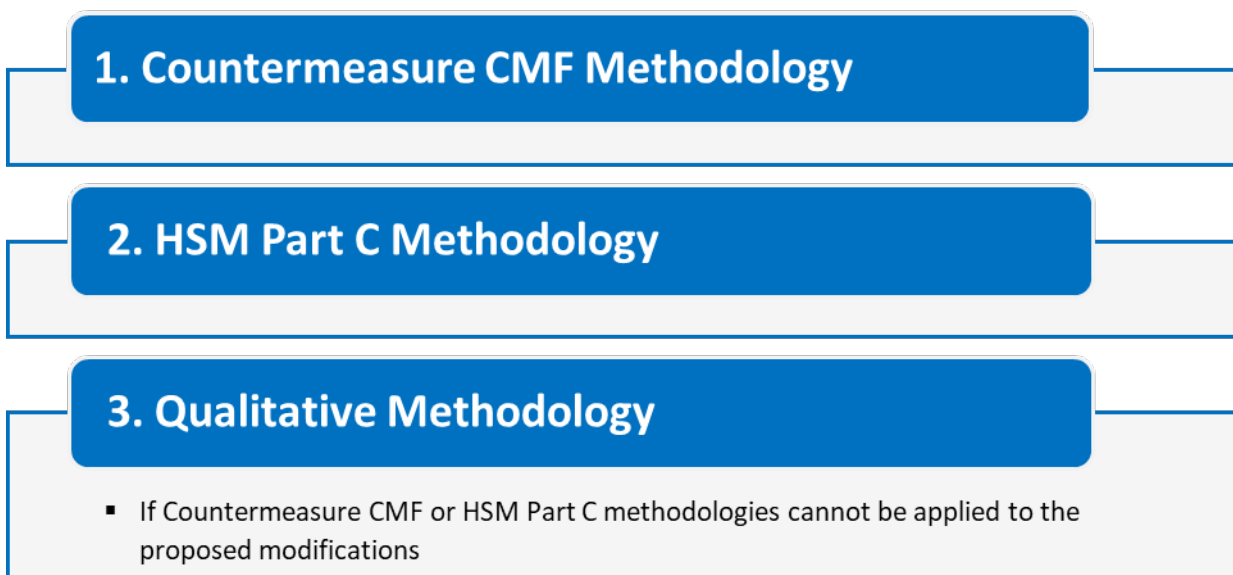 1. Countermeasure CMF Methodology
2. HSM Part C Methodology
3. Qualitative Methodology
▪ If Countermeasure CMF or HSM Part C methodologies cannot be applied to the
proposed modifications